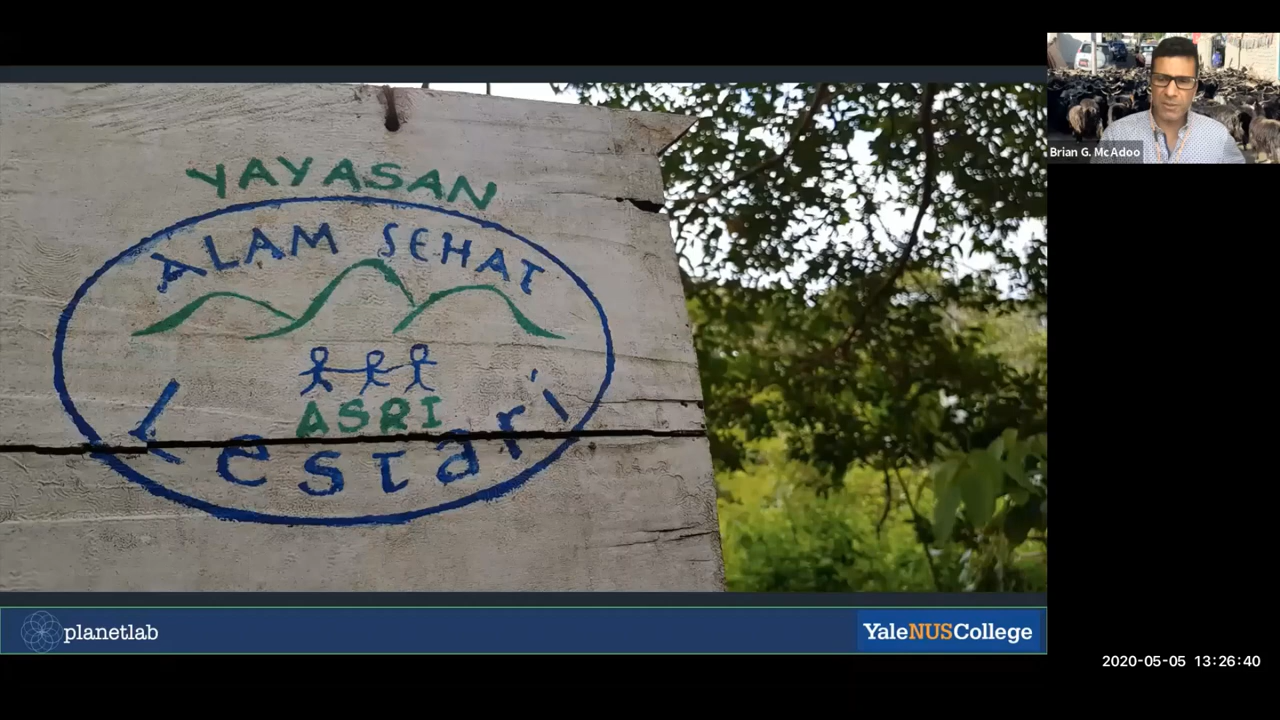 YAYASAN
ALAM SEHAT
ASRI
Lestari
planetlab
YaleNUSCollege
Brian G. McAdoo
2020-05-05 13:26:40